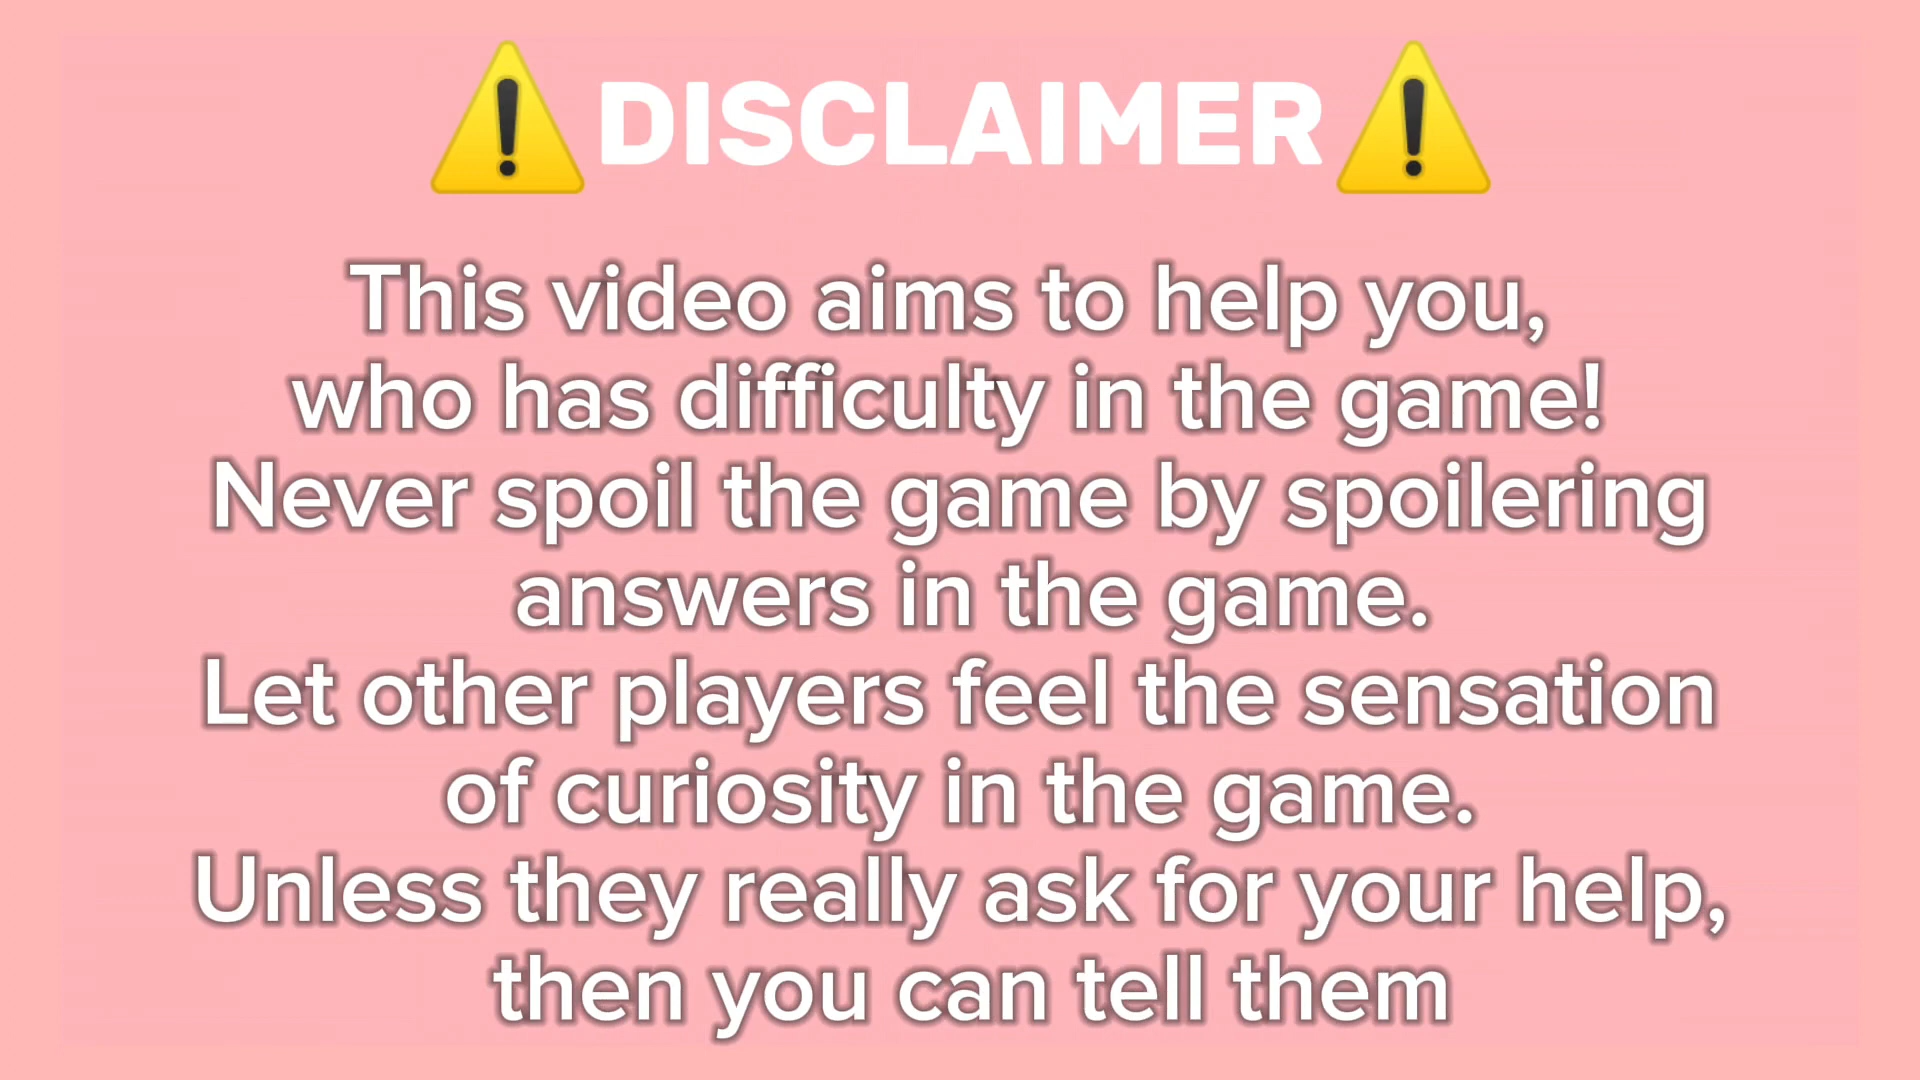 ⚠️DISCLAIMER⚠️
This video aims to help you,
who has difficulty in the game!
Never spoil the game by spoilering
answers in the game.
Let other players feel the sensation
of curiosity in the game.
Unless they really ask for your help,
then you can tell them